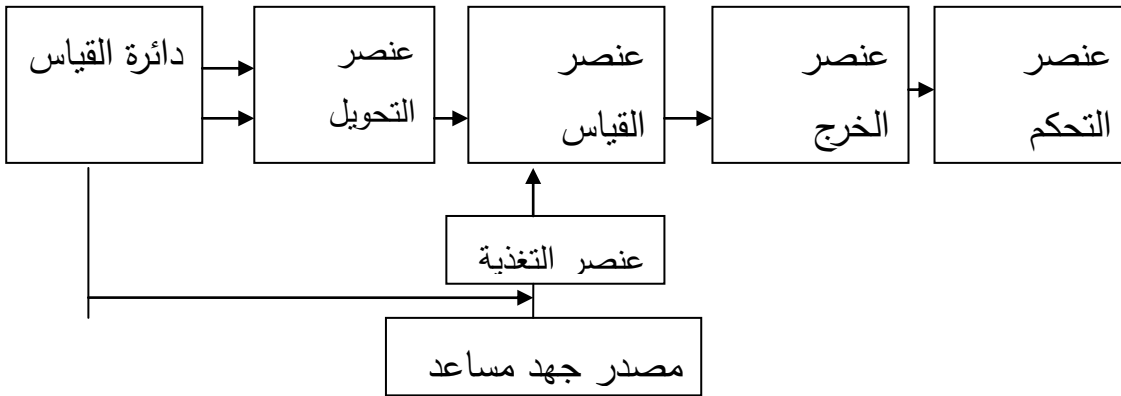 دائرة القياس
عنصر
التحويل
عنصر
القياس
عنصر
الخرج
عنصر
التحكم
عنصر التغذية
مصدر جهد مساعد